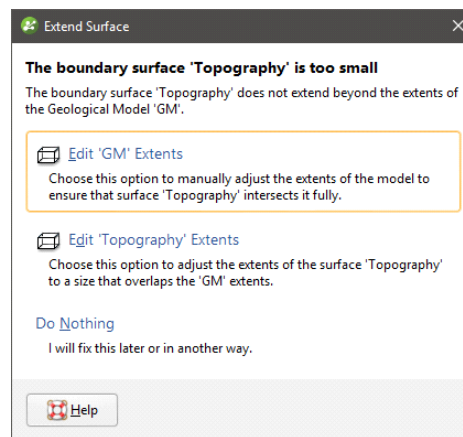 Extend Surface
The boundary surface 'Topography' is too small
The boundary surface 'Topography' does not extend beyond the extents of
the Geological Model 'GM'.
Edit 'GM' Extents
Choose this option to manually adjust the extents of the model to
ensure that surface 'Topography' intersects it fully.
Edit 'Topography' Extents
Choose this option to adjust the extents of the surface 'Topography'
to a size that overlaps the 'GM' extents.
Do Nothing
I will fix this later or in another way.
Help